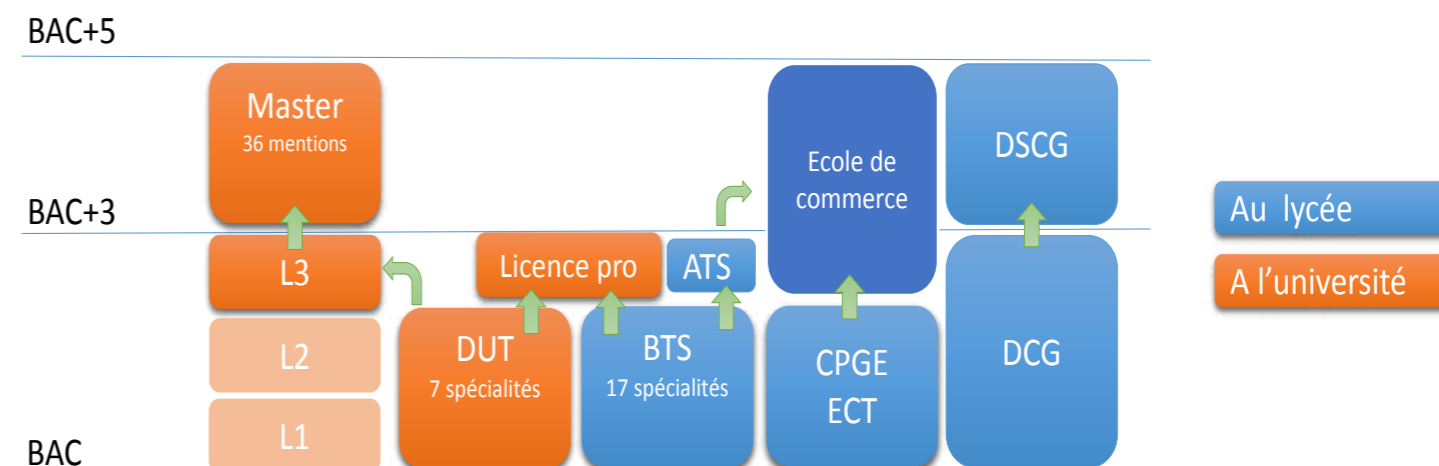 BAC+5
Master
36 mentions
Ecole de
commerce
DSCG
Au lycée
BAC+3
L3
Licence pro
ATS
A l'université
L2
DUT
7 spécialités
BTS
17 spécialités
CPGE
ECT
DCG
L1
BAC